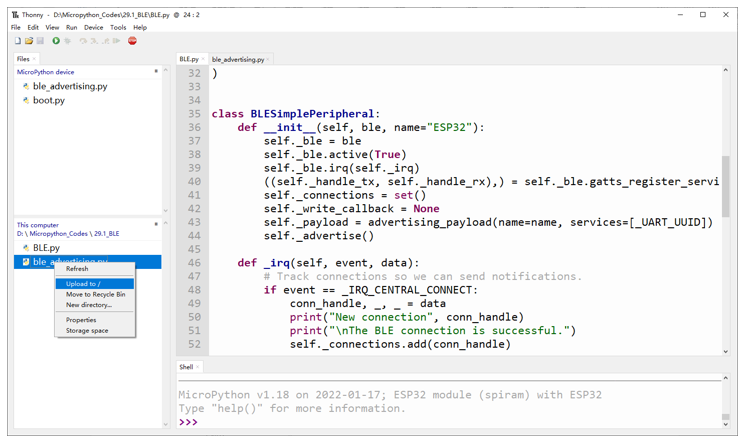 Thonny - D:\Micropython_Codes\29.1_BLE\BLE.py @ 24 : 2
File Edit View Run Device Tools Help
Files
MicroPython device
ble_advertising.py
boot.py
This computer
D: \ Micropython_Codes \ 29.1_BLE
BLE.py
ble_advertising.py
Refresh
Upload to /
Move to Recycle Bin
New directory...
Properties
Storage space
BLE.py
ble_advertising.py
32 )
33
34
35 class BLESimplePeripheral:
36 def __init__(self, ble, name="ESP32"):
37 self._ble = ble
38 self._ble.active(True)
39 self._ble.irq(self._irq)
40 ((self._handle_tx, self._handle_rx),) = self._ble.gatts_register_servi
41 self._connections = set()
42 self._write_callback = None
43 self._payload = advertising_payload(name=name, services=[_UART_UUID])
44 self._advertise()
45
46 def _irq(self, event, data):
47 # Track connections so we can send notifications.
48 if event == _IRQ_CENTRAL_CONNECT:
49 conn_handle, _, _ = data
50 print("New connection", conn_handle)
51 print("\nThe BLE connection is successful.")
52 self._connections.add(conn_handle)
Shell
MicroPython v1.18 on 2022-01-17; ESP32 module (spiram) with ESP32
Type "help()" for more information.
>>>